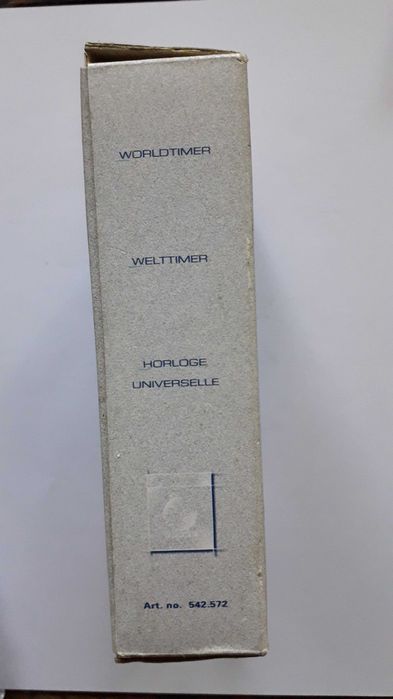 WORLDTIMER
WELTTIMER
HORLOGE
UNIVERSELLE
Art. no. 542.572